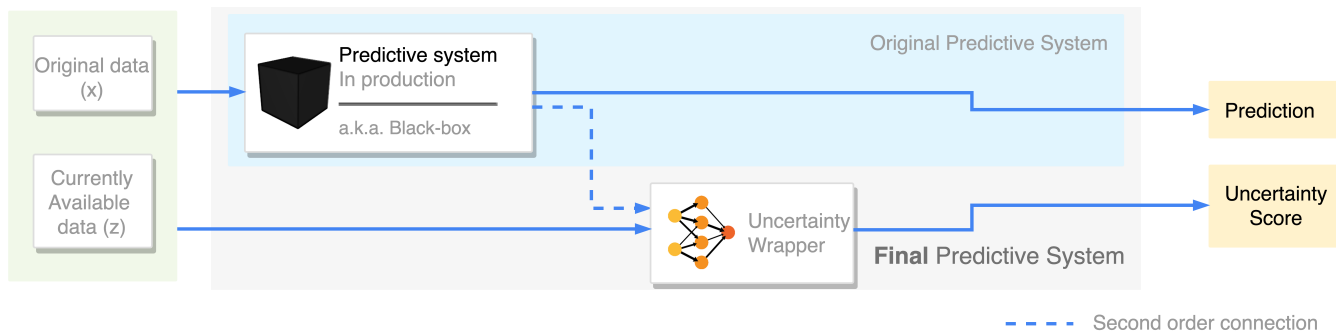 Original data
(x)
Currently
Available
data (z)
Predictive system
In production
a.k.a. Black-box
Original Predictive System
Uncertainty
Wrapper
Final Predictive System
Prediction
Uncertainty
Score
Second order connection